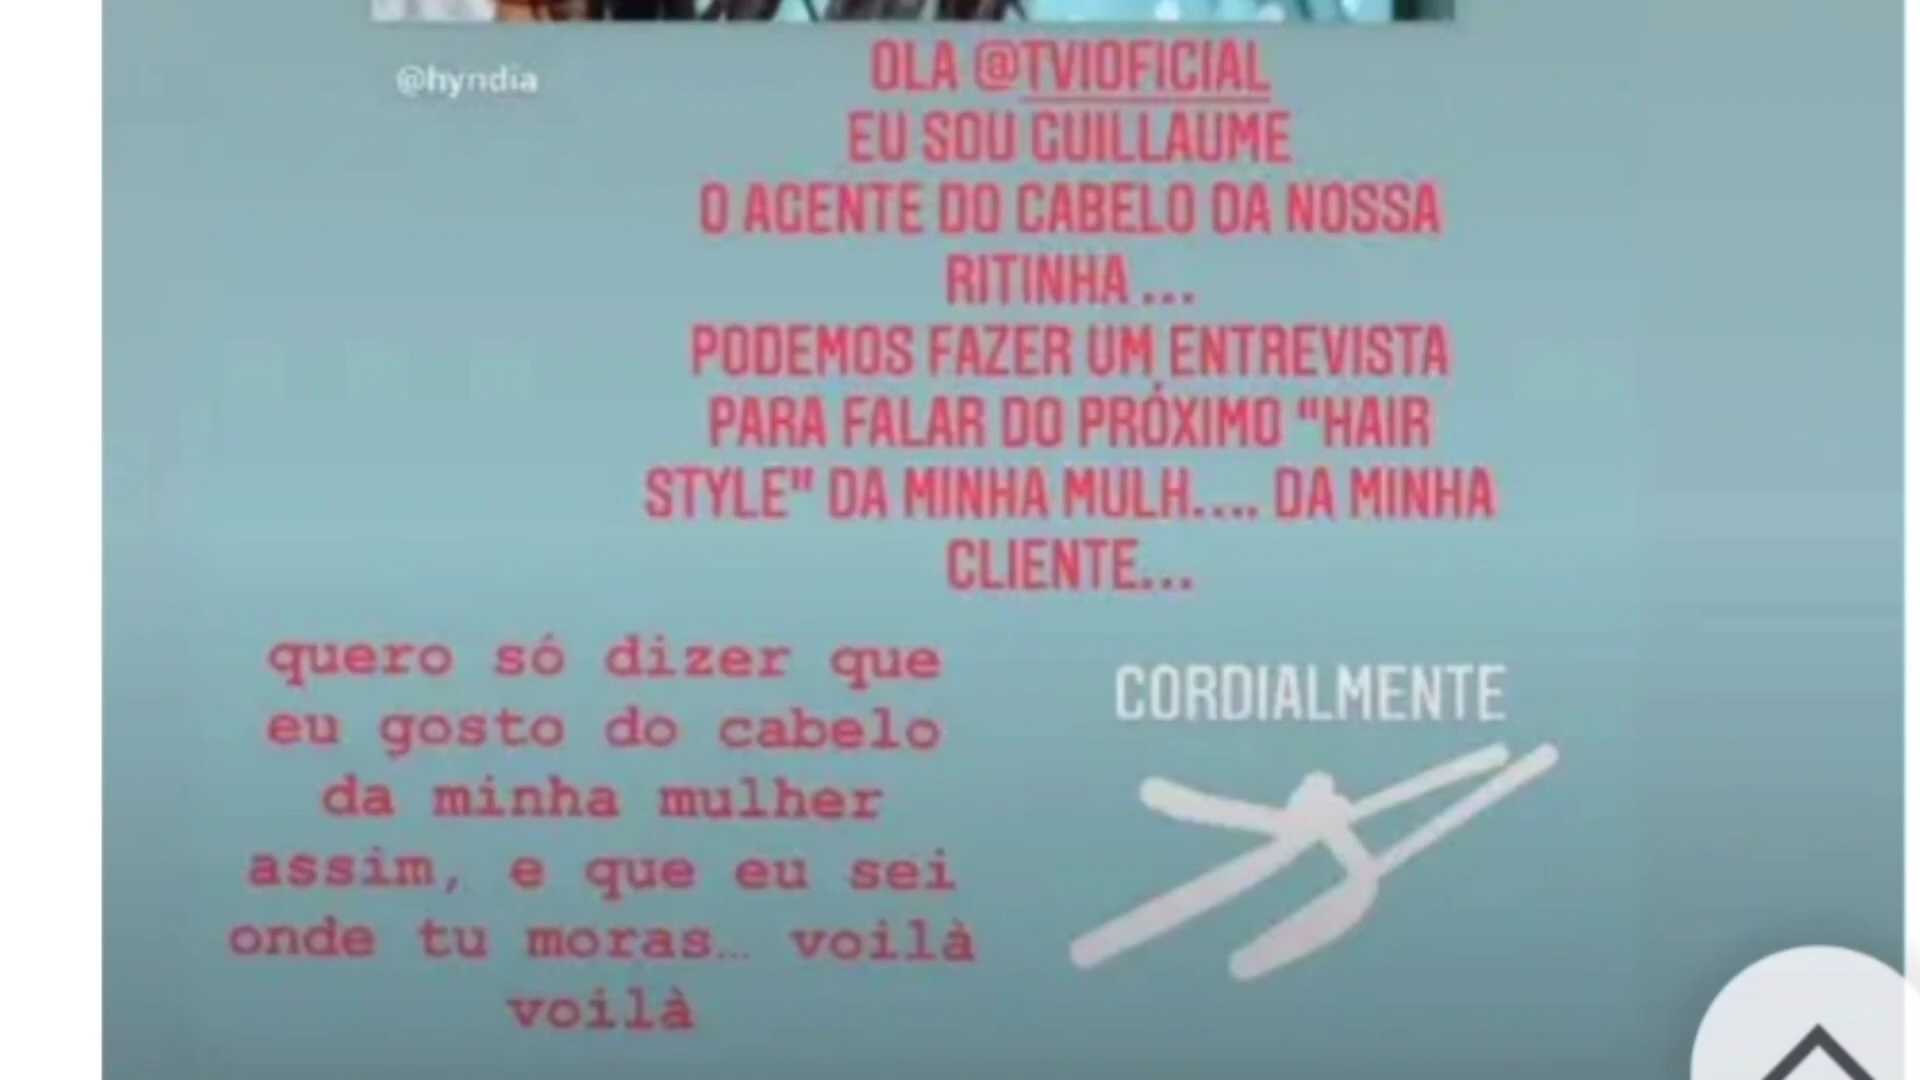 @hyndia
OLA @TVIOFICIAL
EU SOU GUILLAUME
O AGENTE DO CABELO DA NOSSA
RITINHA ...
PODEMOS FAZER UM ENTREVISTA
PARA FALAR DO PRÓXIMO "HAIR
STYLE" DA MINHA MULH.... DA MINHA
CLIENTE...
quero só dizer que
eu gosto do cabelo
da minha mulher
assim, e que eu sei
onde tu moras… voilà
voilà
CORDIALMENTE